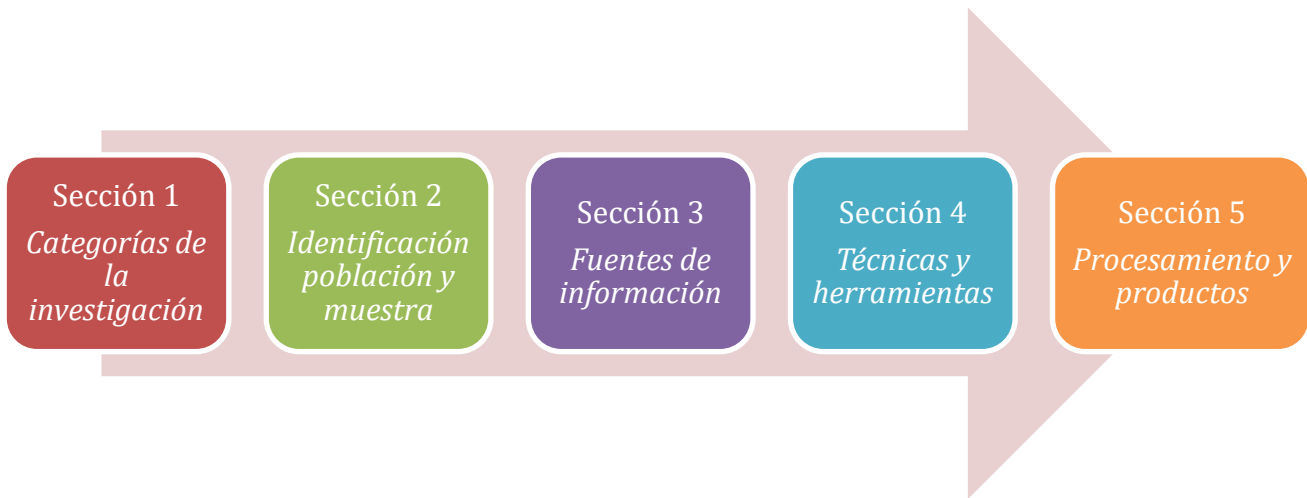 Sección 1
Categorías de
la
investigación
Sección 2
Identificación
población y
muestra
Sección 3
Fuentes de
información
Sección 4
Técnicas y
herramientas
Sección 5
Procesamiento y
productos